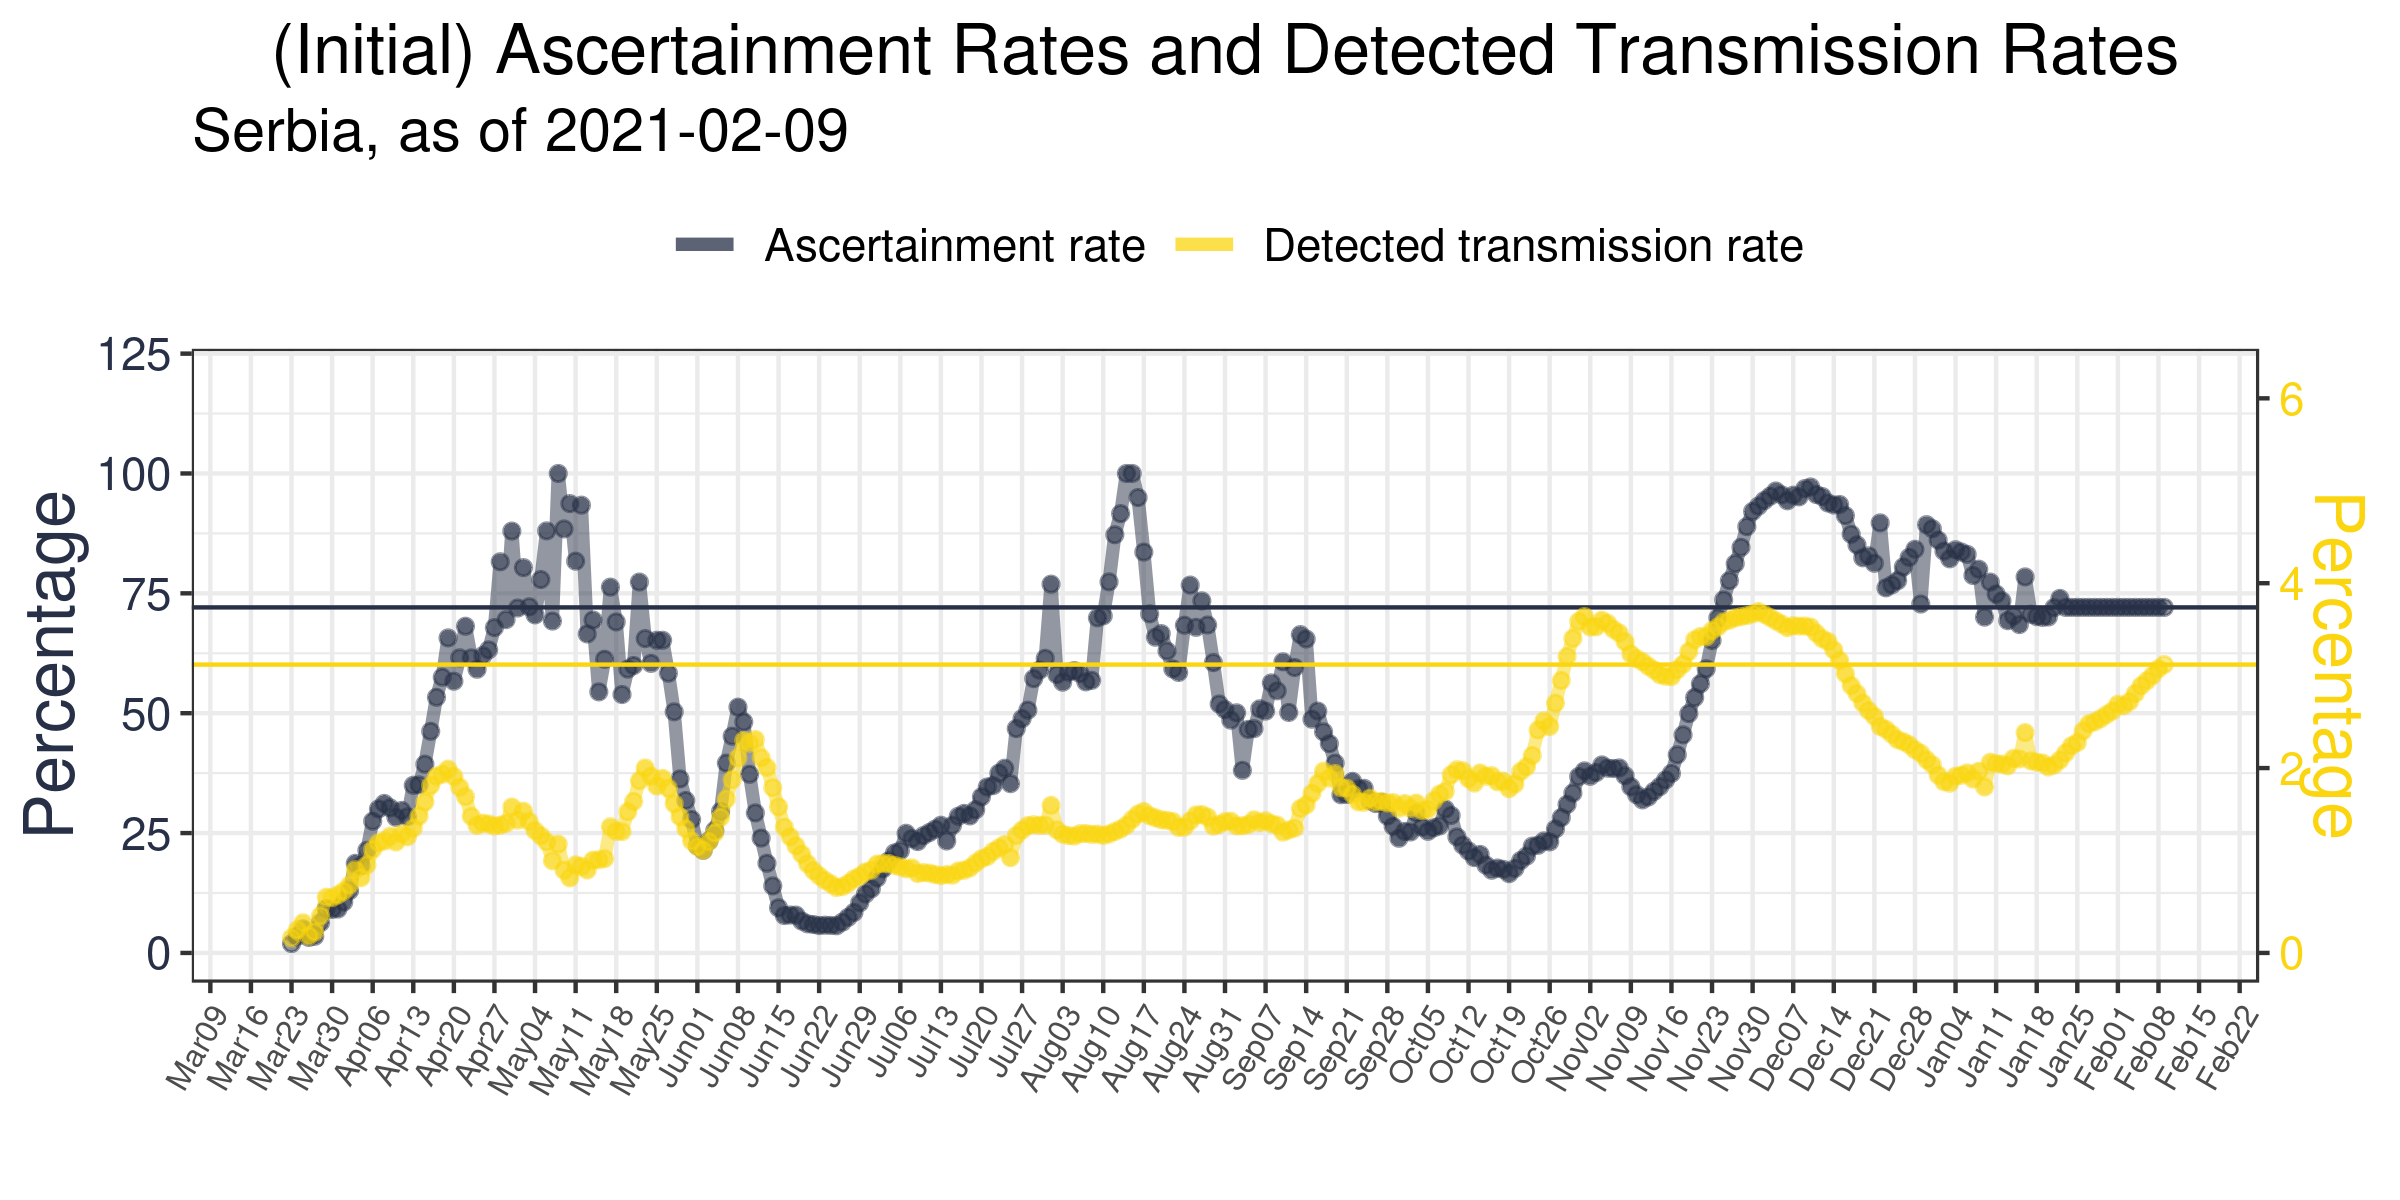 (Initial) Ascertainment Rates and Detected Transmission Rates
Serbia, as of 2021-02-09
Ascertainment rate
Detected transmission rate
125
100
75
50
25
0
Percentage
6
4
2
0
Percentage
Mar09
Mar16
Mar23
Mar30
Apr06
Apr13
Apr20
Apr27
May04
May11
May18
May25
Jun01
Jun08
Jun15
Jun22
Jun29
Jul06
Jul13
Jul20
Jul27
Aug03
Aug10
Aug17
Aug24
Aug31
Sep07
Sep14
Sep21
Sep28
Oct05
Oct12
Oct19
Oct26
Nov02
Nov09
Nov16
Nov23
Nov30
Dec07
Dec14
Dec21
Dec28
Dec04
Jan11
Jan18
Jan25
Feb01
Feb08
Feb15
Feb22